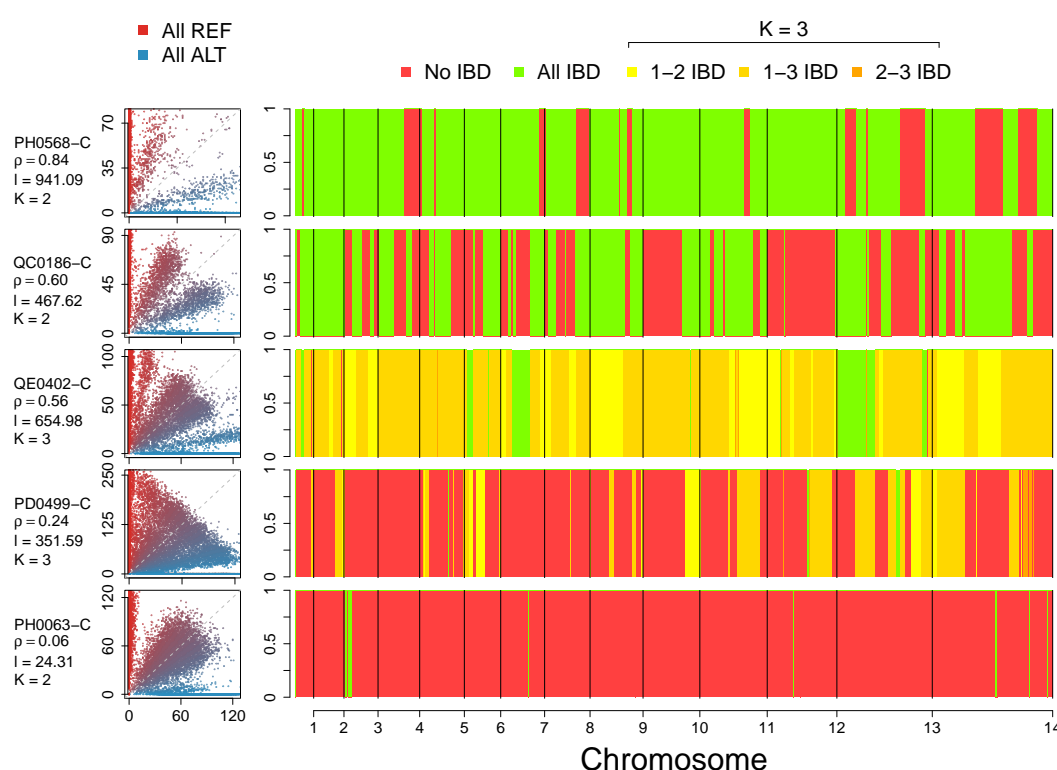 All REF
All ALT
K = 3
No IBD
All IBD
1–2 IBD
1–3 IBD
2–3 IBD
PH0568−C
ρ = 0.84
I = 941.09
K = 2
0 35 70
0 0.5 1
QC0186−C
ρ = 0.60
I = 467.62
K = 2
0 45 90
0 0.5 1
QE0402−C
ρ = 0.56
I = 654.98
K = 3
0 50 100
0 0.5 1
PD0499−C
ρ = 0.24
I = 351.59
K = 3
0 125 250
0 0.5 1
PH0063−C
ρ = 0.06
I = 24.31
K = 2
0 60 120
0 0.5 1
0 60 120
1 2 3 4 5 6 7 8 9 10 11 12 13 14
Chromosome